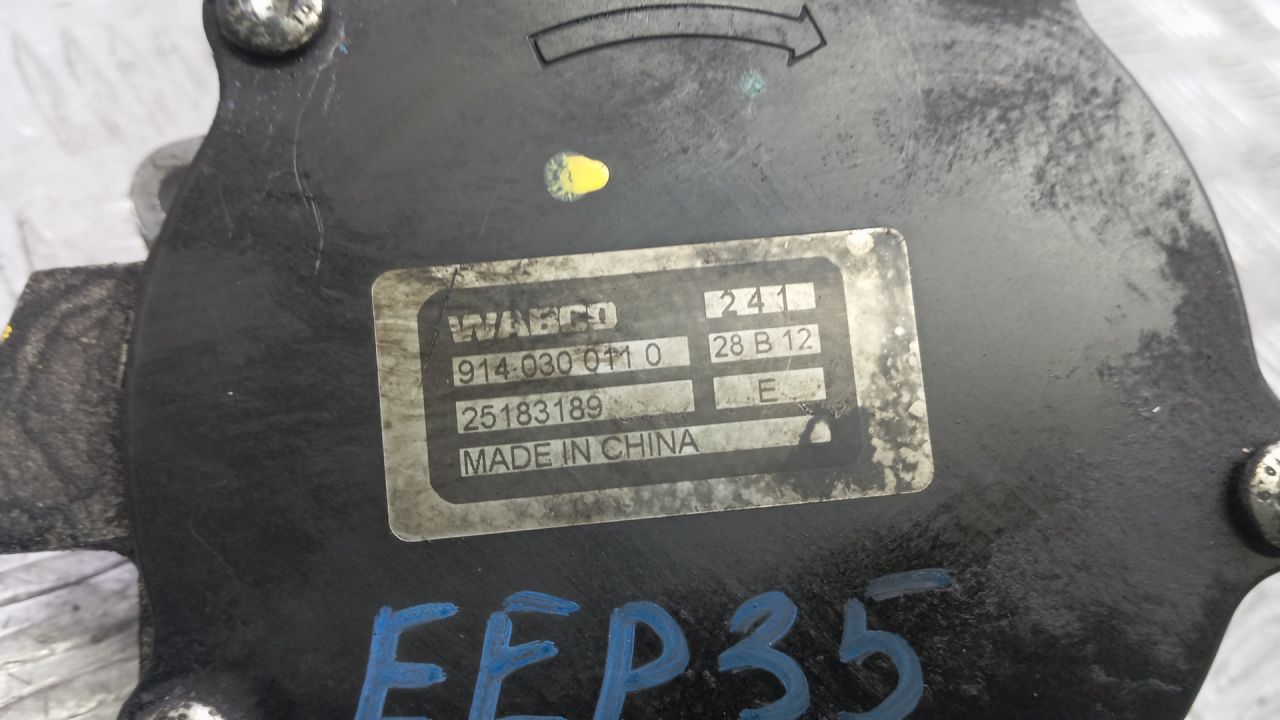 WABCO 241
914 030 011 0 28 B 12
25183189 E
MADE IN CHINA
EEP35